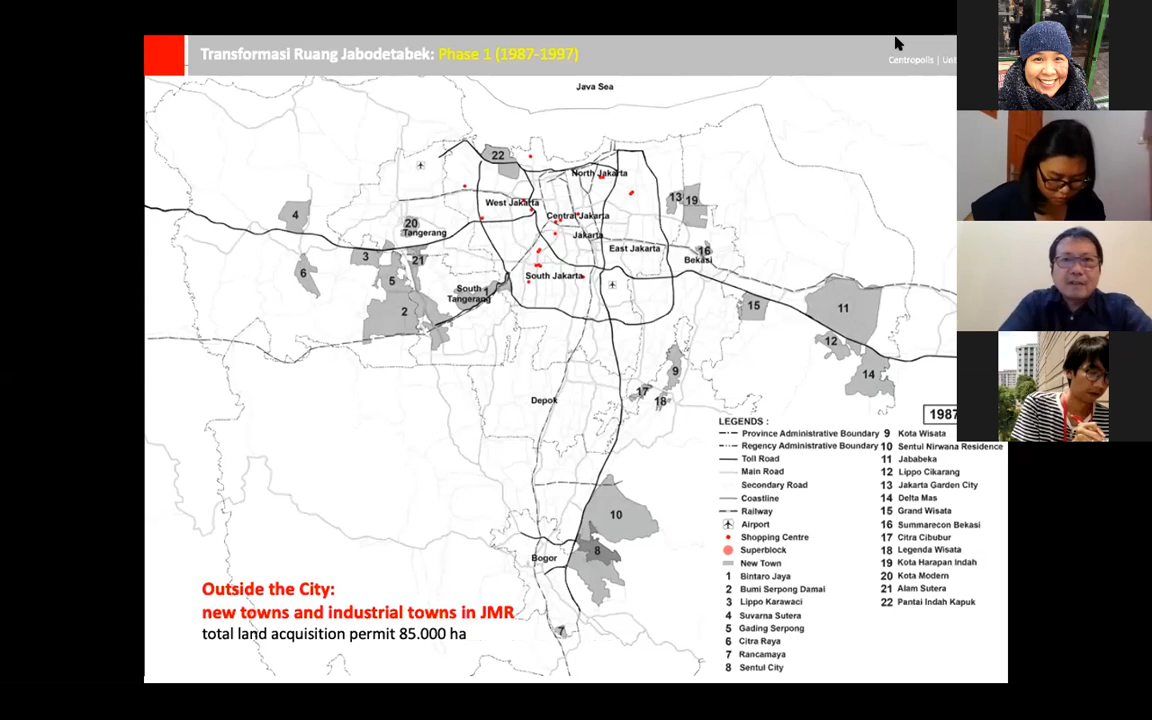 Transformasi Ruang Jabodetabek: Phase 1 (1987-1997)
Centropolis |
Java Sea
22
North Jakarta
4
West Jakarta
13 19
20
Tangerang
Central Jakarta
Jakarta
East Jakarta
16
Bekasi
3
21
6
5
South Jakarta
South
Tangerang
1
2
15
11
12
14
9
17
18
Depok
1987
10
8
Bogor
7
Outside the City:
new towns and industrial towns in JMR
total land acquisition permit 85.000 ha
LEGENDS :
Province Administrative Boundary
Regency Administrative Boundary
Toll Road
Main Road
Secondary Road
Coastline
Railway
Airport
Shopping Centre
Superblock
New Town
1 Bintaro Jaya
2 Bumi Serpong Damai
3 Lippo Karawaci
4 Suvarna Sutera
5 Gading Serpong
6 Citra Raya
7 Rancamaya
8 Sentul City
9 Kota Wisata
10 Sentul Nirwana Residence
11 Jababeka
12 Lippo Cikarang
13 Jakarta Garden City
14 Delta Mas
15 Grand Wisata
16 Summarecon Bekasi
17 Citra Cibubur
18 Legenda Wisata
19 Kota Harapan Indah
20 Kota Modern
21 Alam Sutera
22 Pantai Indah Kapuk